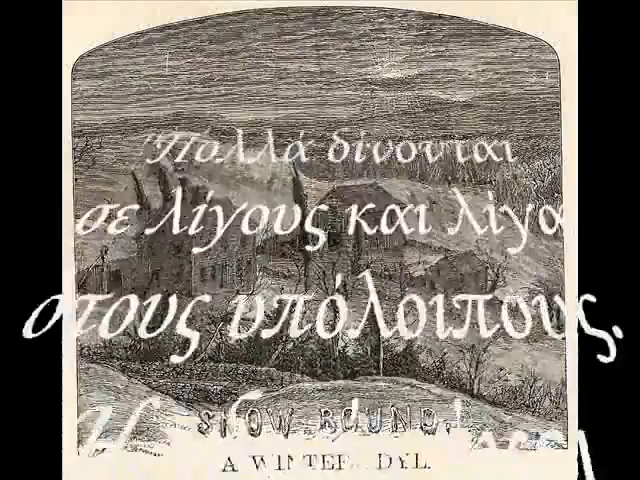 "Πολλά δίνονται
σε λίγους και λίγα
στους υπόλοιπους.
SNOW-BOUND.
A WINTER IDYL.